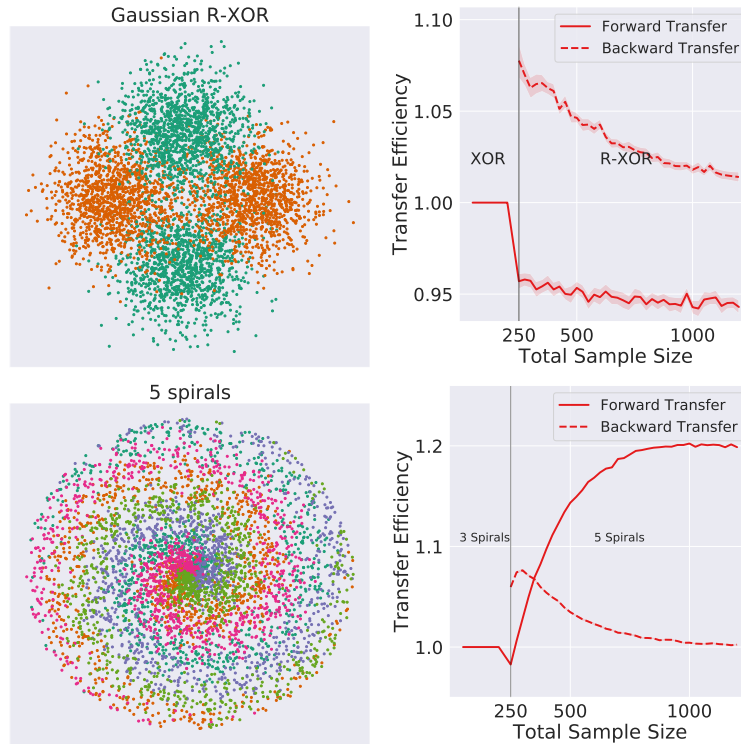 Gaussian R-XOR
1.10
1.05
1.00
0.95
Transfer Efficiency
Forward Transfer
Backward Transfer
XOR
R-XOR
250
500
1000
Total Sample Size
5 spirals
1.2
1.1
1.0
Transfer Efficiency
Forward Transfer
Backward Transfer
3 Spirals
5 Spirals
250
500
1000
Total Sample Size